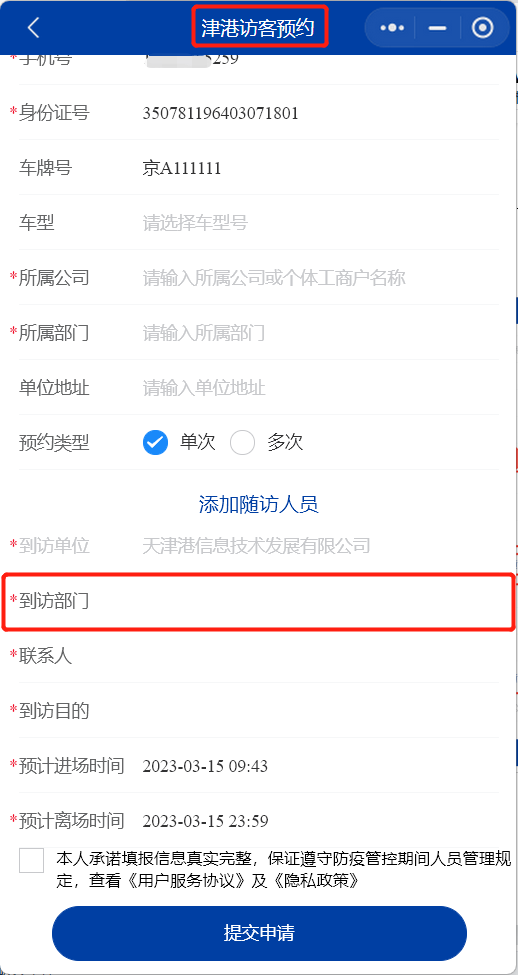 津港访客预约
*手机号 5259
*身份证号 350781196403071801
车牌号 京A111111
车型 请选择车型号
*所属公司 请输入所属公司或个体工商户名称
*所属部门 请输入所属部门
单位地址 请输入单位地址
预约类型 单次 多次
添加随访人员
*到访单位 天津港信息技术发展有限公司
*到访部门
*联系人
*到访目的
*预计进场时间 2023-03-15 09:43
*预计离场时间 2023-03-15 23:59
本人承诺填报信息真实完整，保证遵守防疫管控期间人员管理规
定，查看《用户服务协议》及《隐私政策》
提交申请